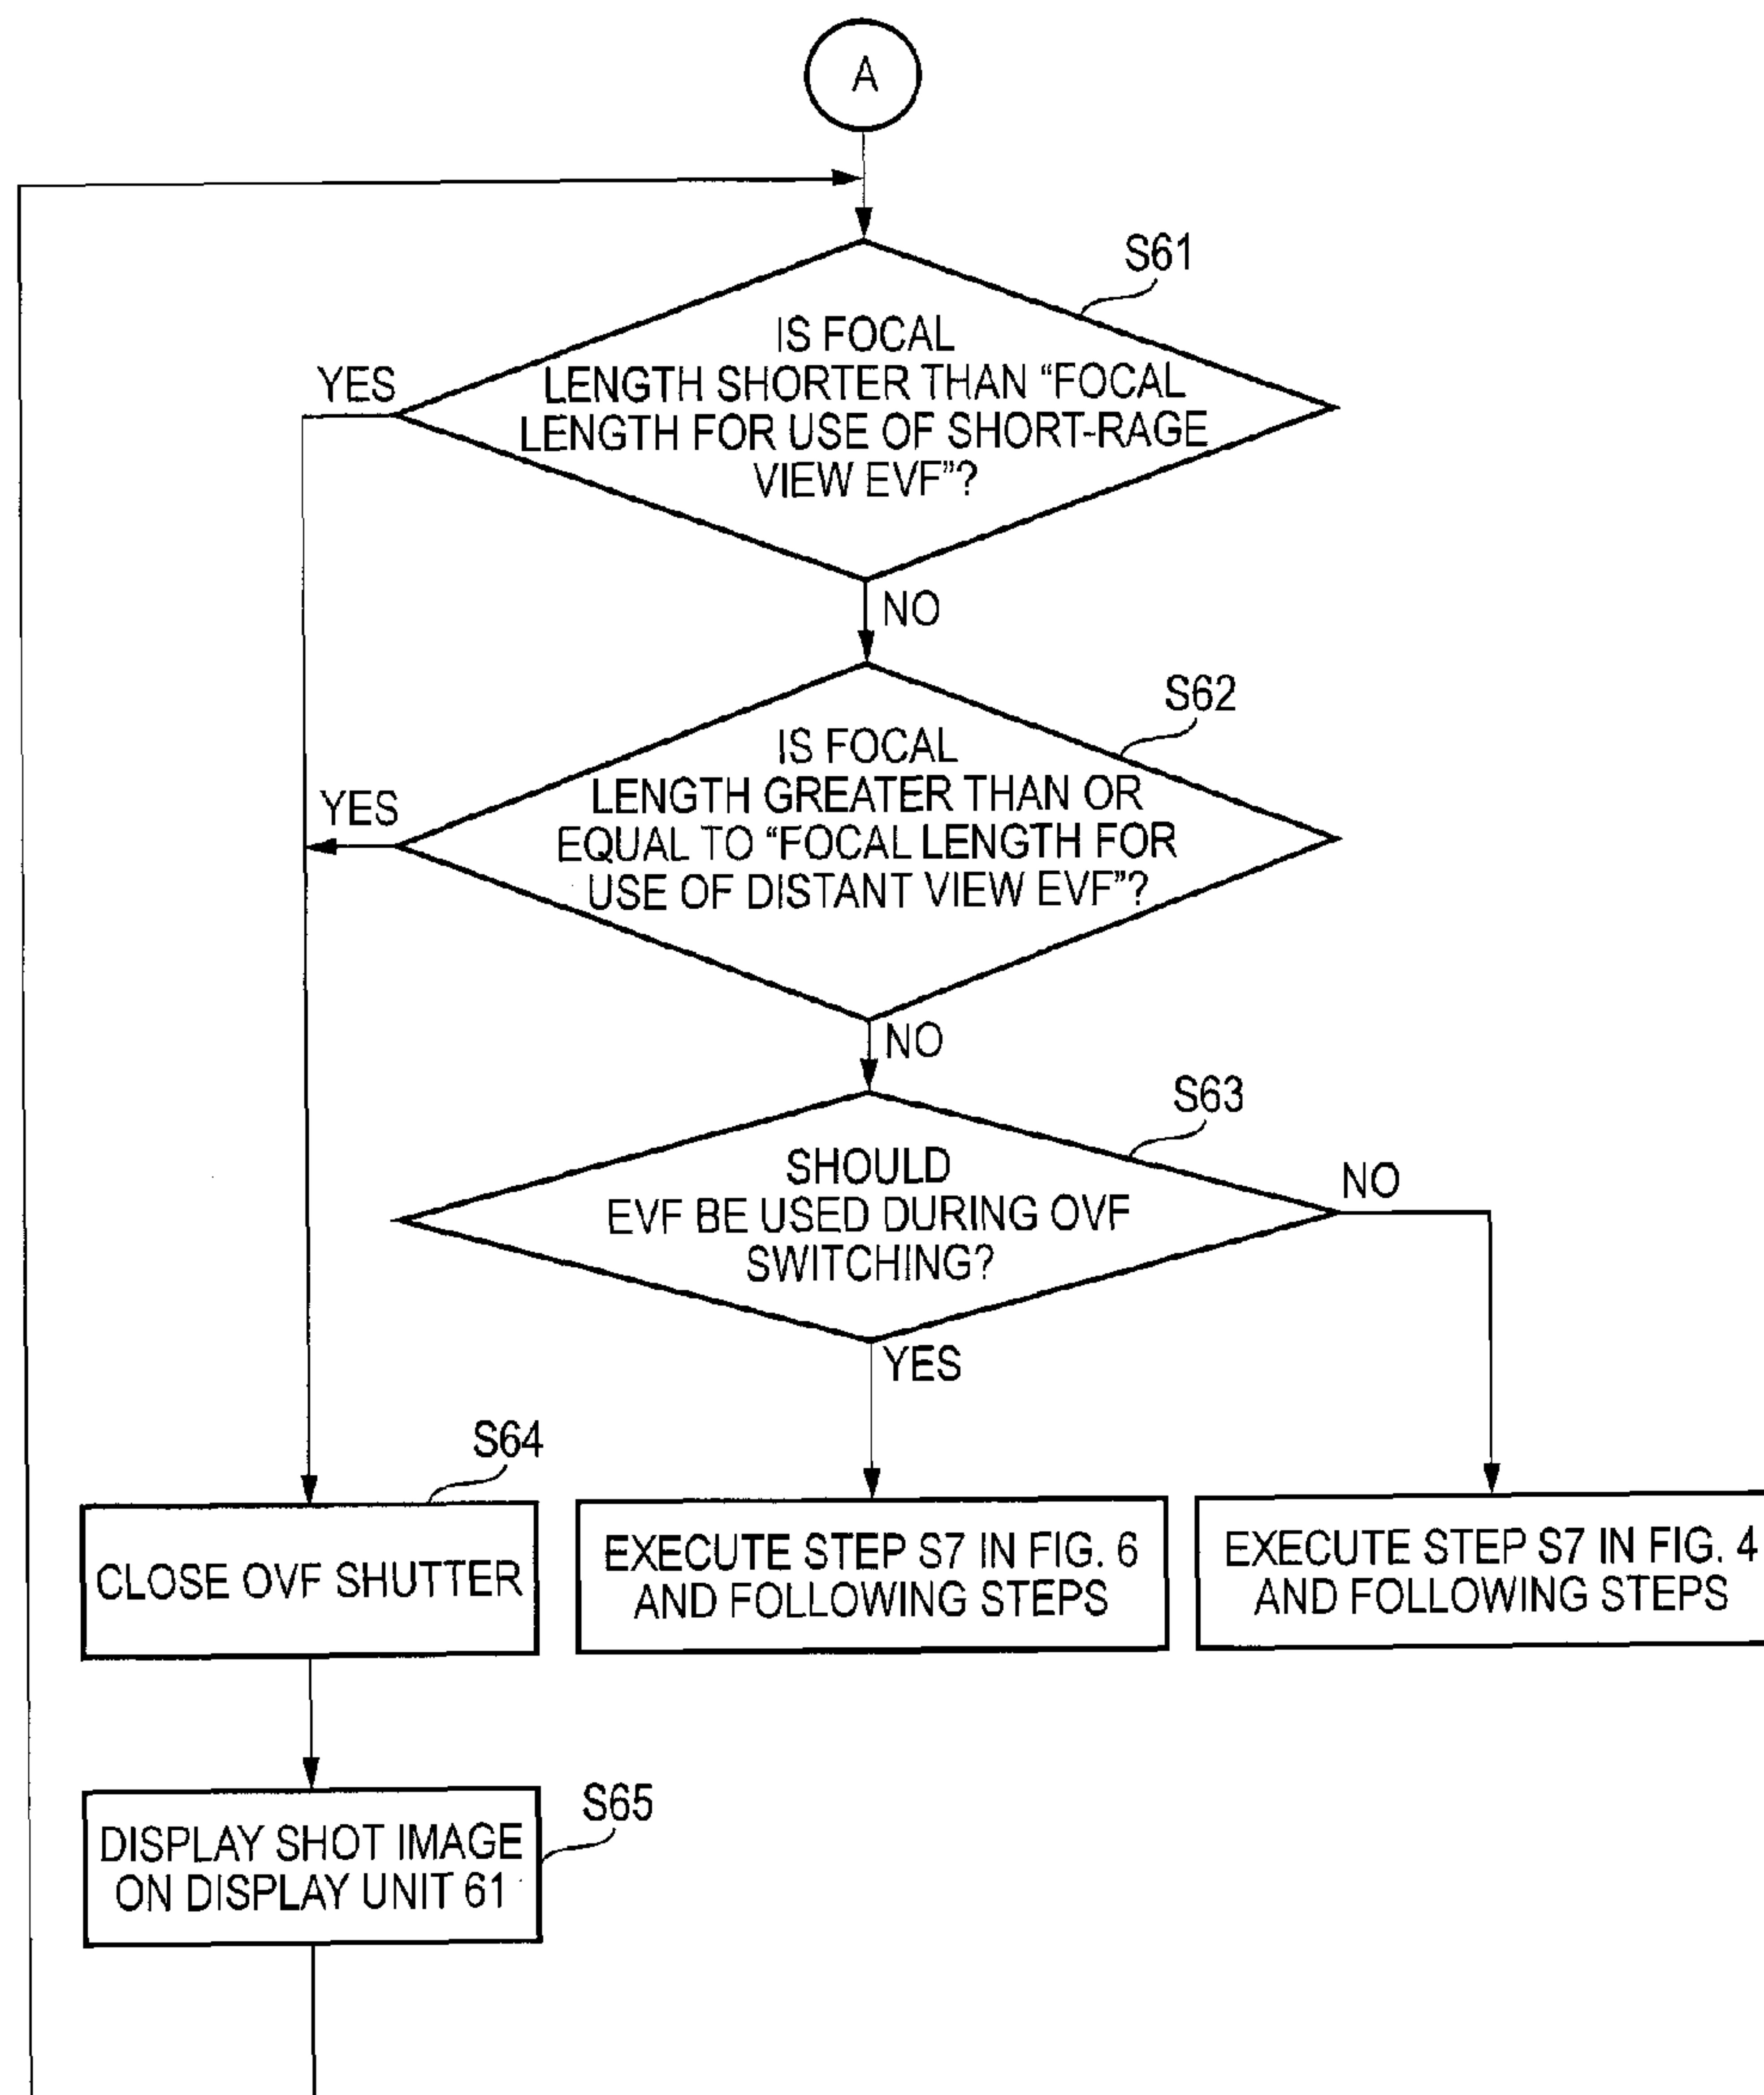 A
S61
IS FOCAL
LENGTH SHORTER THAN “FOCAL
LENGTH FOR USE OF SHORT-RAGE
VIEW EVF”?
YES
NO
S62
IS FOCAL
LENGTH GREATER THAN OR
EQUAL TO “FOCAL LENGTH FOR
USE OF DISTANT VIEW EVF”?
YES
NO
S63
SHOULD
EVF BE USED DURING OVF
SWITCHING?
NO
YES
S64
CLOSE OVF SHUTTER
EXECUTE STEP S7 IN FIG. 6
AND FOLLOWING STEPS
EXECUTE STEP S7 IN FIG. 4
AND FOLLOWING STEPS
S65
DISPLAY SHOT IMAGE
ON DISPLAY UNIT 61